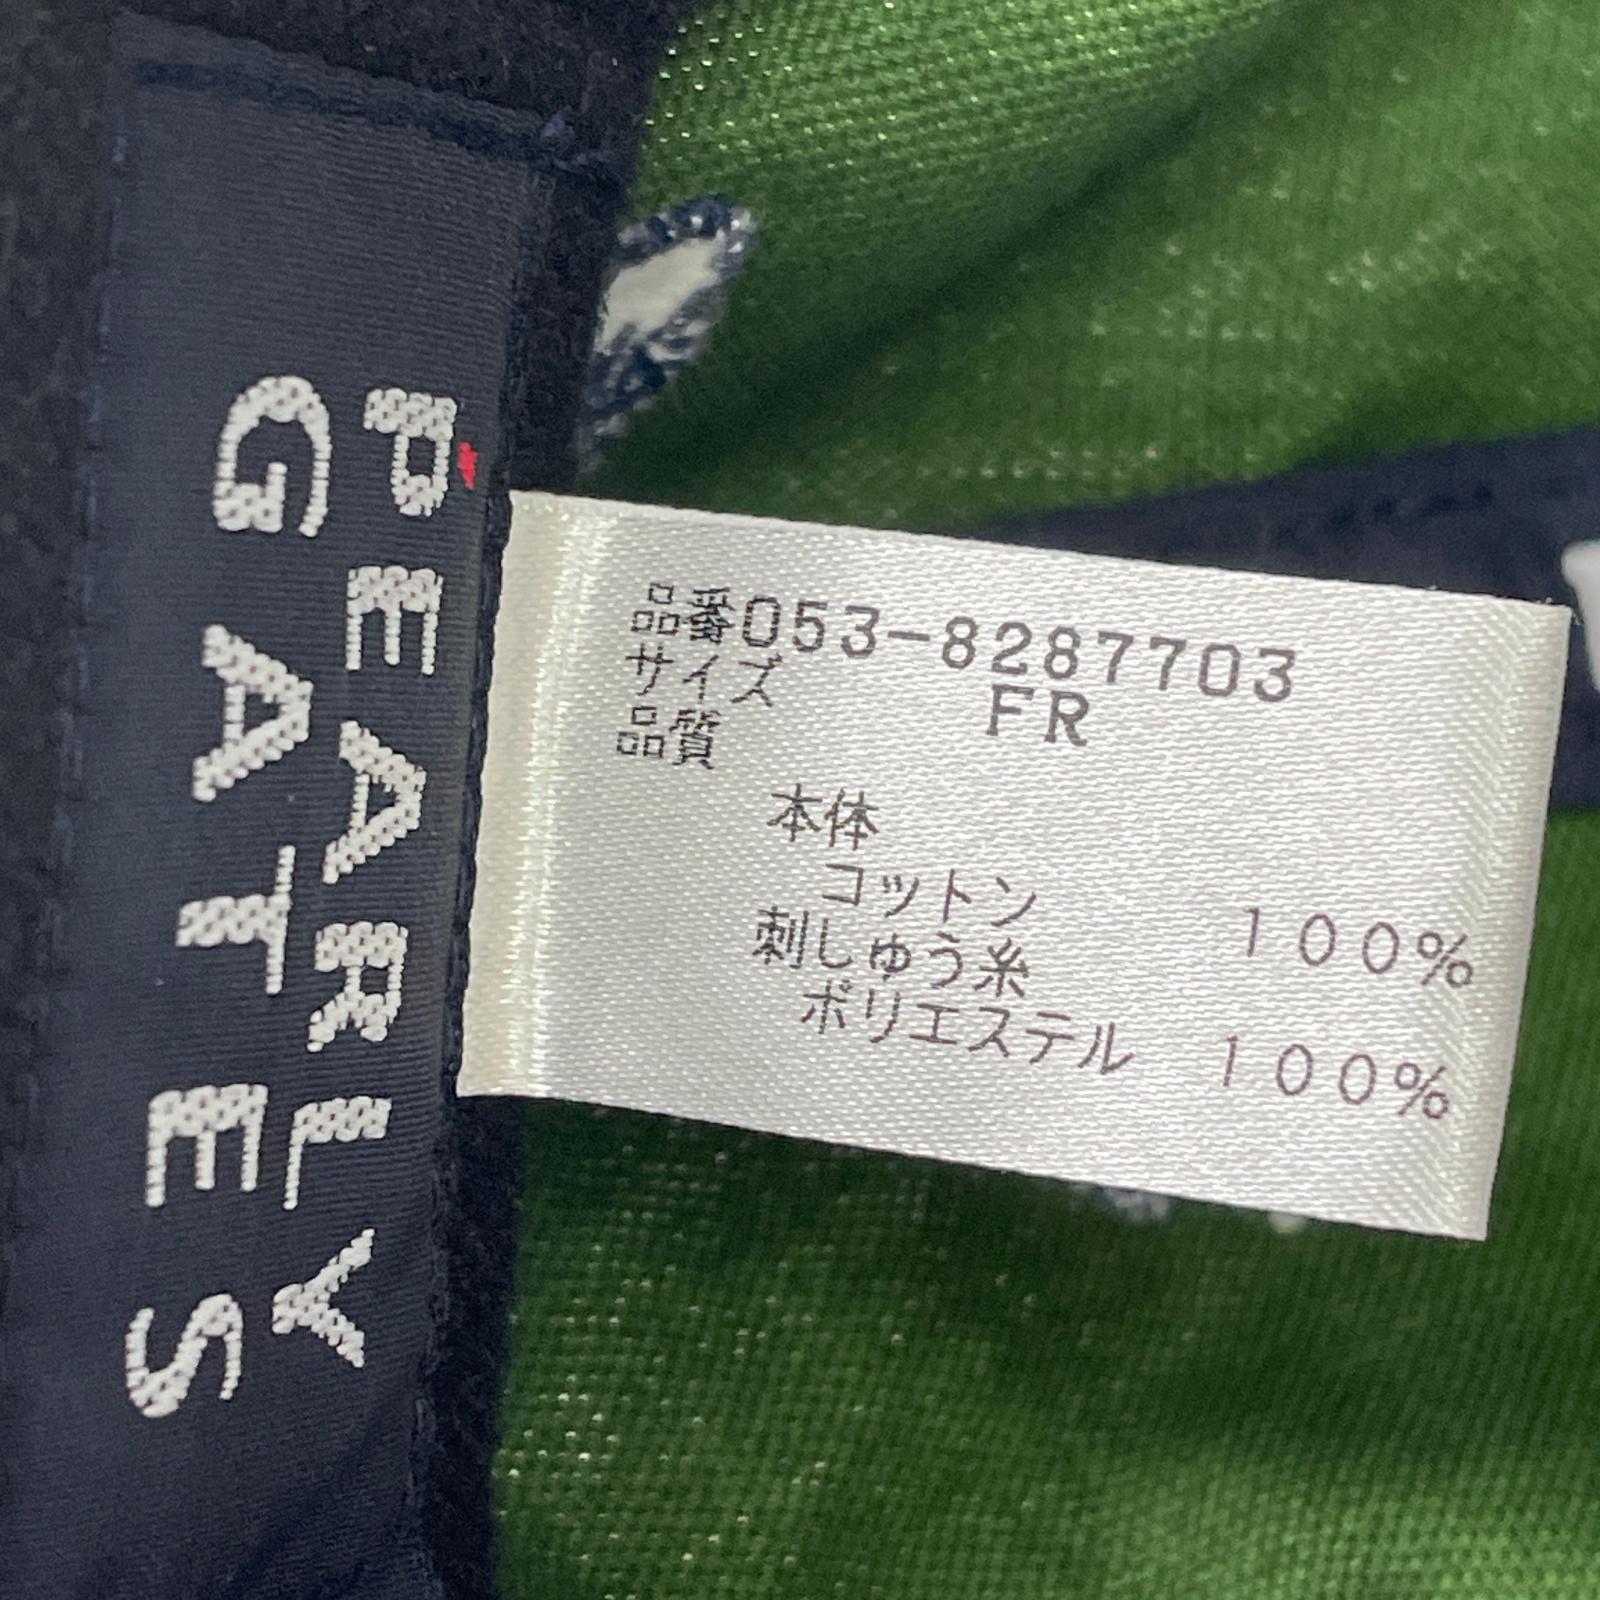 PEARLY
GATES
品番053-8287703
サイズ FR
品質
本体
コットン 100%
刺しゅう糸
ポリエステル 100%